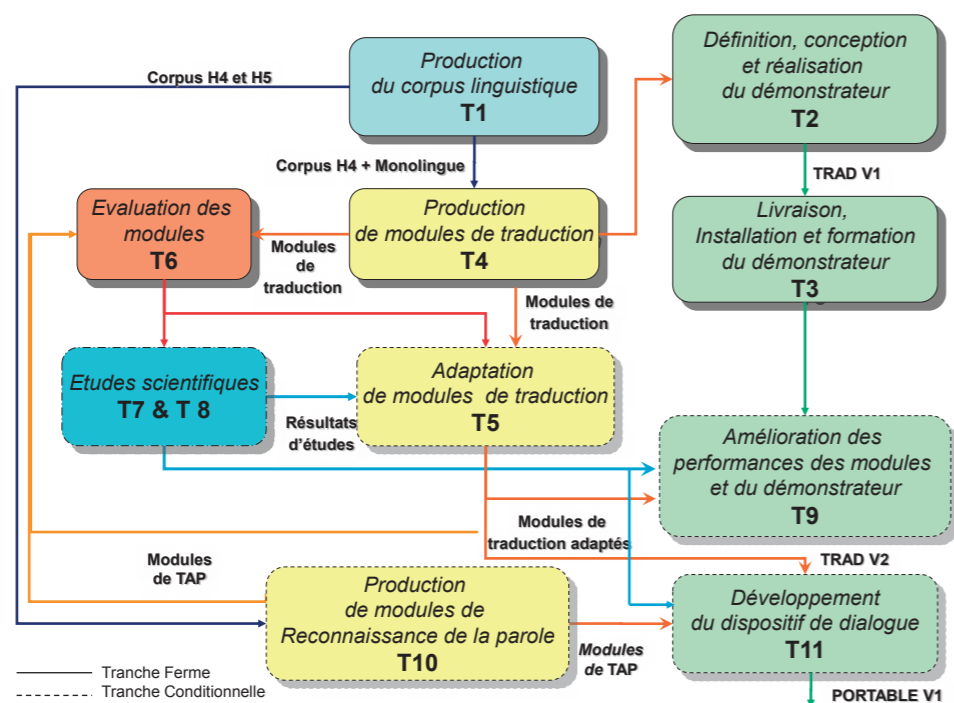 Production
du corpus linguistique
T1
Définition, conception
et réalisation
du démonstrateur
T2
Corpus H4 et H5
Corpus H4 + Monolingue
TRAD V1
Evaluation des
modules
T6
Production
de modules de traduction
T4
Livraison,
Installation et formation
du démonstrateur
T3
Modules
de
traduction
Modules de
traduction
Etudes scientifiques
T7 & T 8
Adaptation
de modules de traduction
T5
Résultats
d'études
Amélioration des
performances des modules
et du démonstrateur
T9
Modules de
traduction adaptés
Modules
de TAP
TRAD V2
Production
de modules de
Reconnaissance de la parole
T10
Modules
de TAP
Développement
du dispositif de dialogue
T11
Tranche Ferme
Tranche Conditionnelle
PORTABLE V1